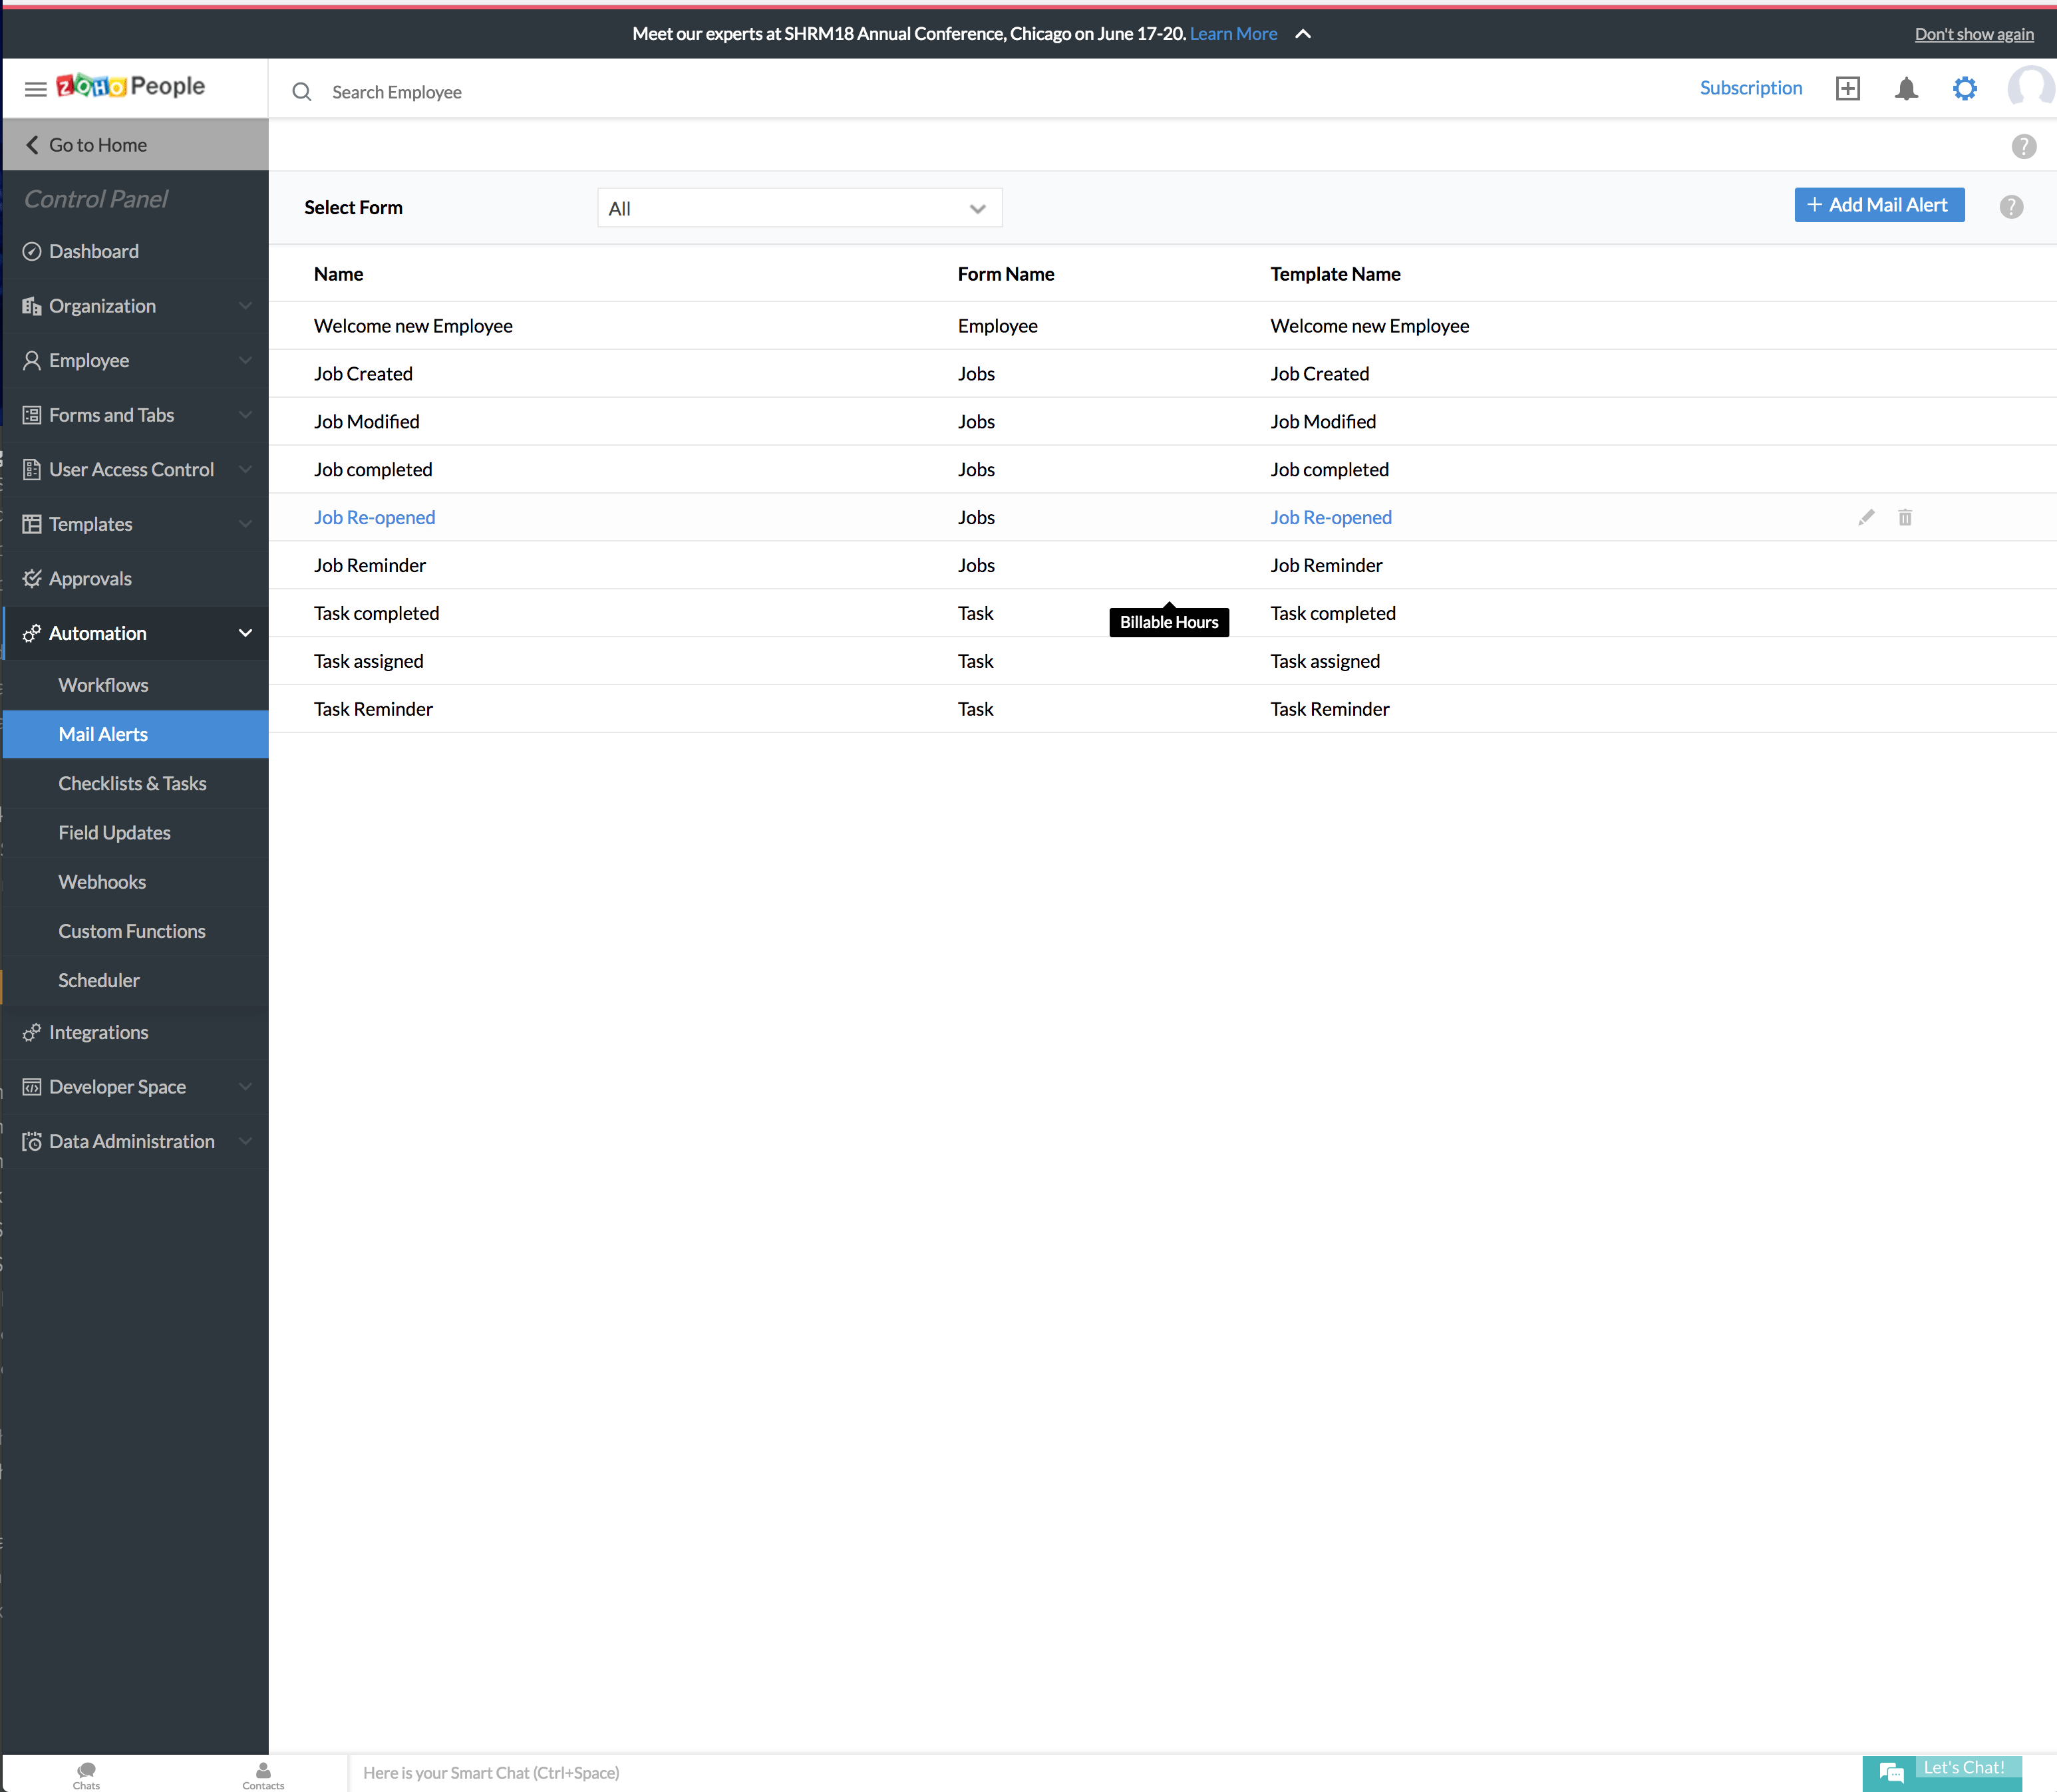 Meet our experts at SHRM18 Annual Conference, Chicago on June 17-20. Learn More
Don't show again
ZOHO People
Search Employee
Subscription
Go to Home
?
Control Panel
Select Form
All
+ Add Mail Alert
?
Dashboard
Organization
Employee
Forms and Tabs
User Access Control
Templates
Approvals
Automation
Workflows
Mail Alerts
Checklists & Tasks
Field Updates
Webhooks
Custom Functions
Scheduler
Integrations
Developer Space
Data Administration
Name Form Name Template Name
Welcome new Employee Employee Welcome new Employee
Job Created Jobs Job Created
Job Modified Jobs Job Modified
Job completed Jobs Job completed
Job Re-opened Jobs Job Re-opened
Job Reminder Jobs Job Reminder
Task completed Task Task completed
Billable Hours
Task assigned Task Task assigned
Task Reminder Task Task Reminder
Chats
Contacts
Here is your Smart Chat (Ctrl+Space)
Let's Chat!